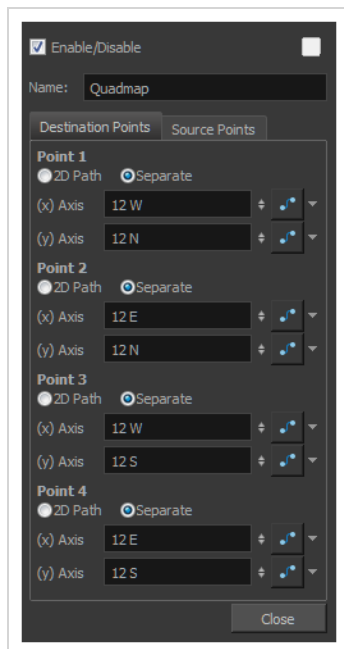 Enable/Disable
Name: Quadmap
Destination Points Source Points
Point 1
2D Path Separate
(x) Axis 12 W
(y) Axis 12 N
Point 2
2D Path Separate
(x) Axis 12 E
(y) Axis 12 N
Point 3
2D Path Separate
(x) Axis 12 W
(y) Axis 12 S
Point 4
2D Path Separate
(x) Axis 12 E
(y) Axis 12 S
Close